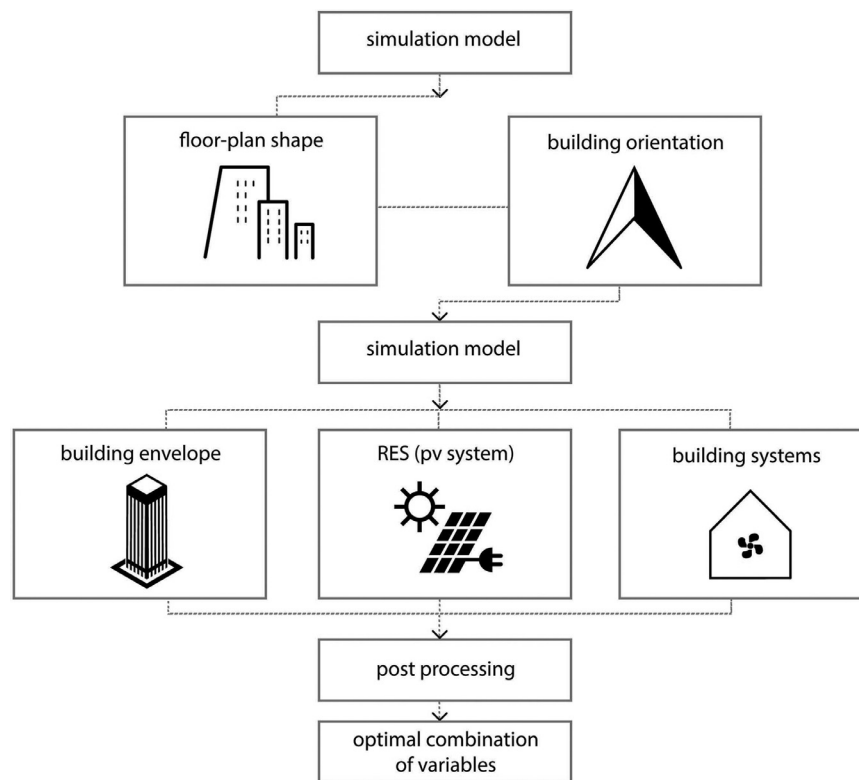 simulation model
floor-plan shape
building orientation
simulation model
building envelope
RES (pv system)
building systems
post processing
optimal combination
of variables